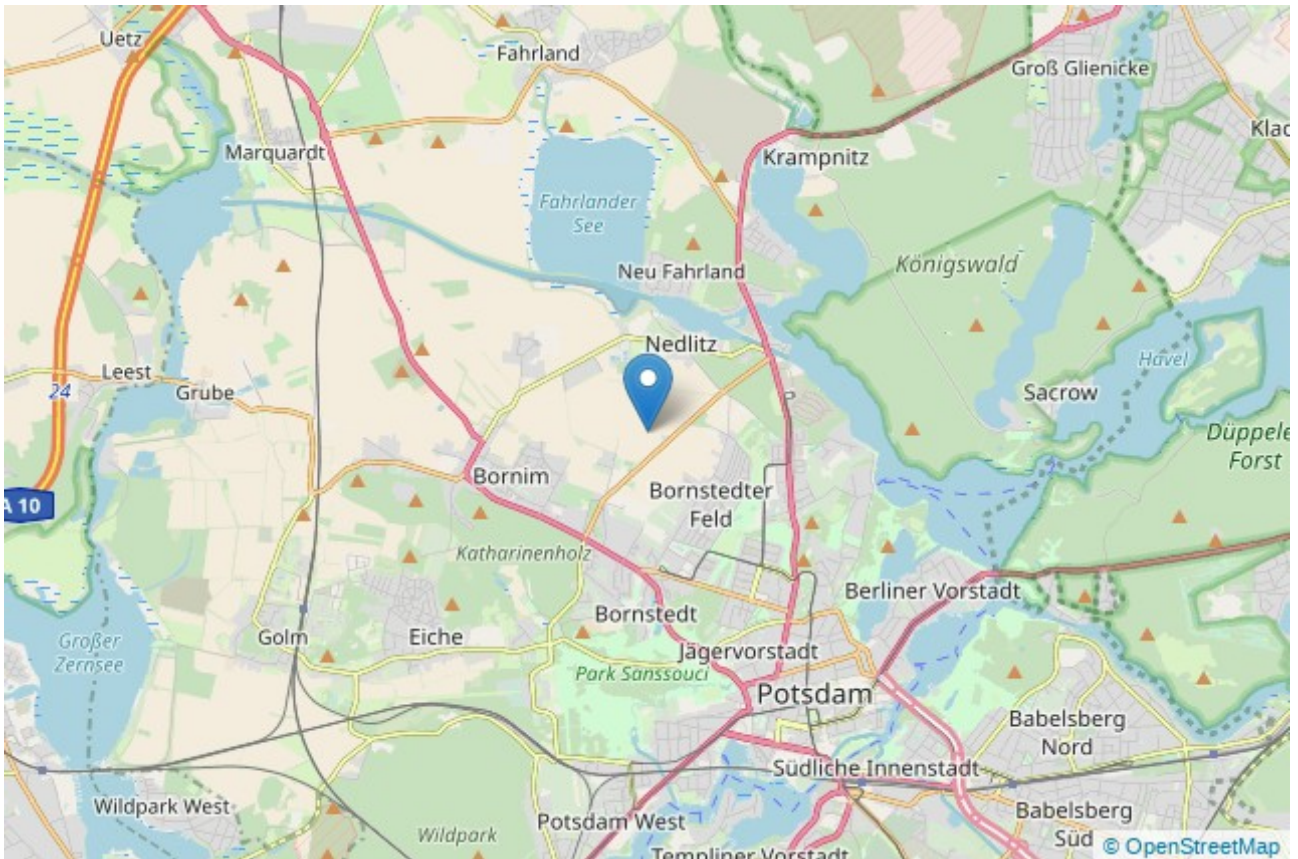 Uetz
Fahrland
Groß Glienicke
Klac
Marquardt
Krampnitz
Fahrlander
See
Neu Fahrland
Königswald
Nedlitz
Havel
Leest
24
Grube
Sacrow
Düppele
Forst
A 10
Bornim
Bornstedter
Feld
Katharinenholz
Berliner Vorstadt
Großer
Zernsee
Golm
Eiche
Bornstedt
Jägervorstadt
Park Sanssouci
Potsdam
Babelsberg
Nord
Südliche Innenstadt
Wildpark West
Wildpark
Potsdam West
Babelsberg
Süd
Templiner Vorstadt
© OpenStreetMap